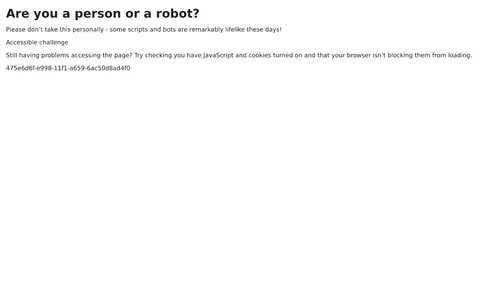 Are you a person or a robot?
Please don't take this personally - some scripts and bots are remarkably lifelike these days!
Accessible challenge
Still having problems accessing the page? Try checking you have JavaScript and cookies turned on and that your browser isn't blocking them from loading.
475e6d6f-e998-11f1-a659-6ac50d8ad4f0